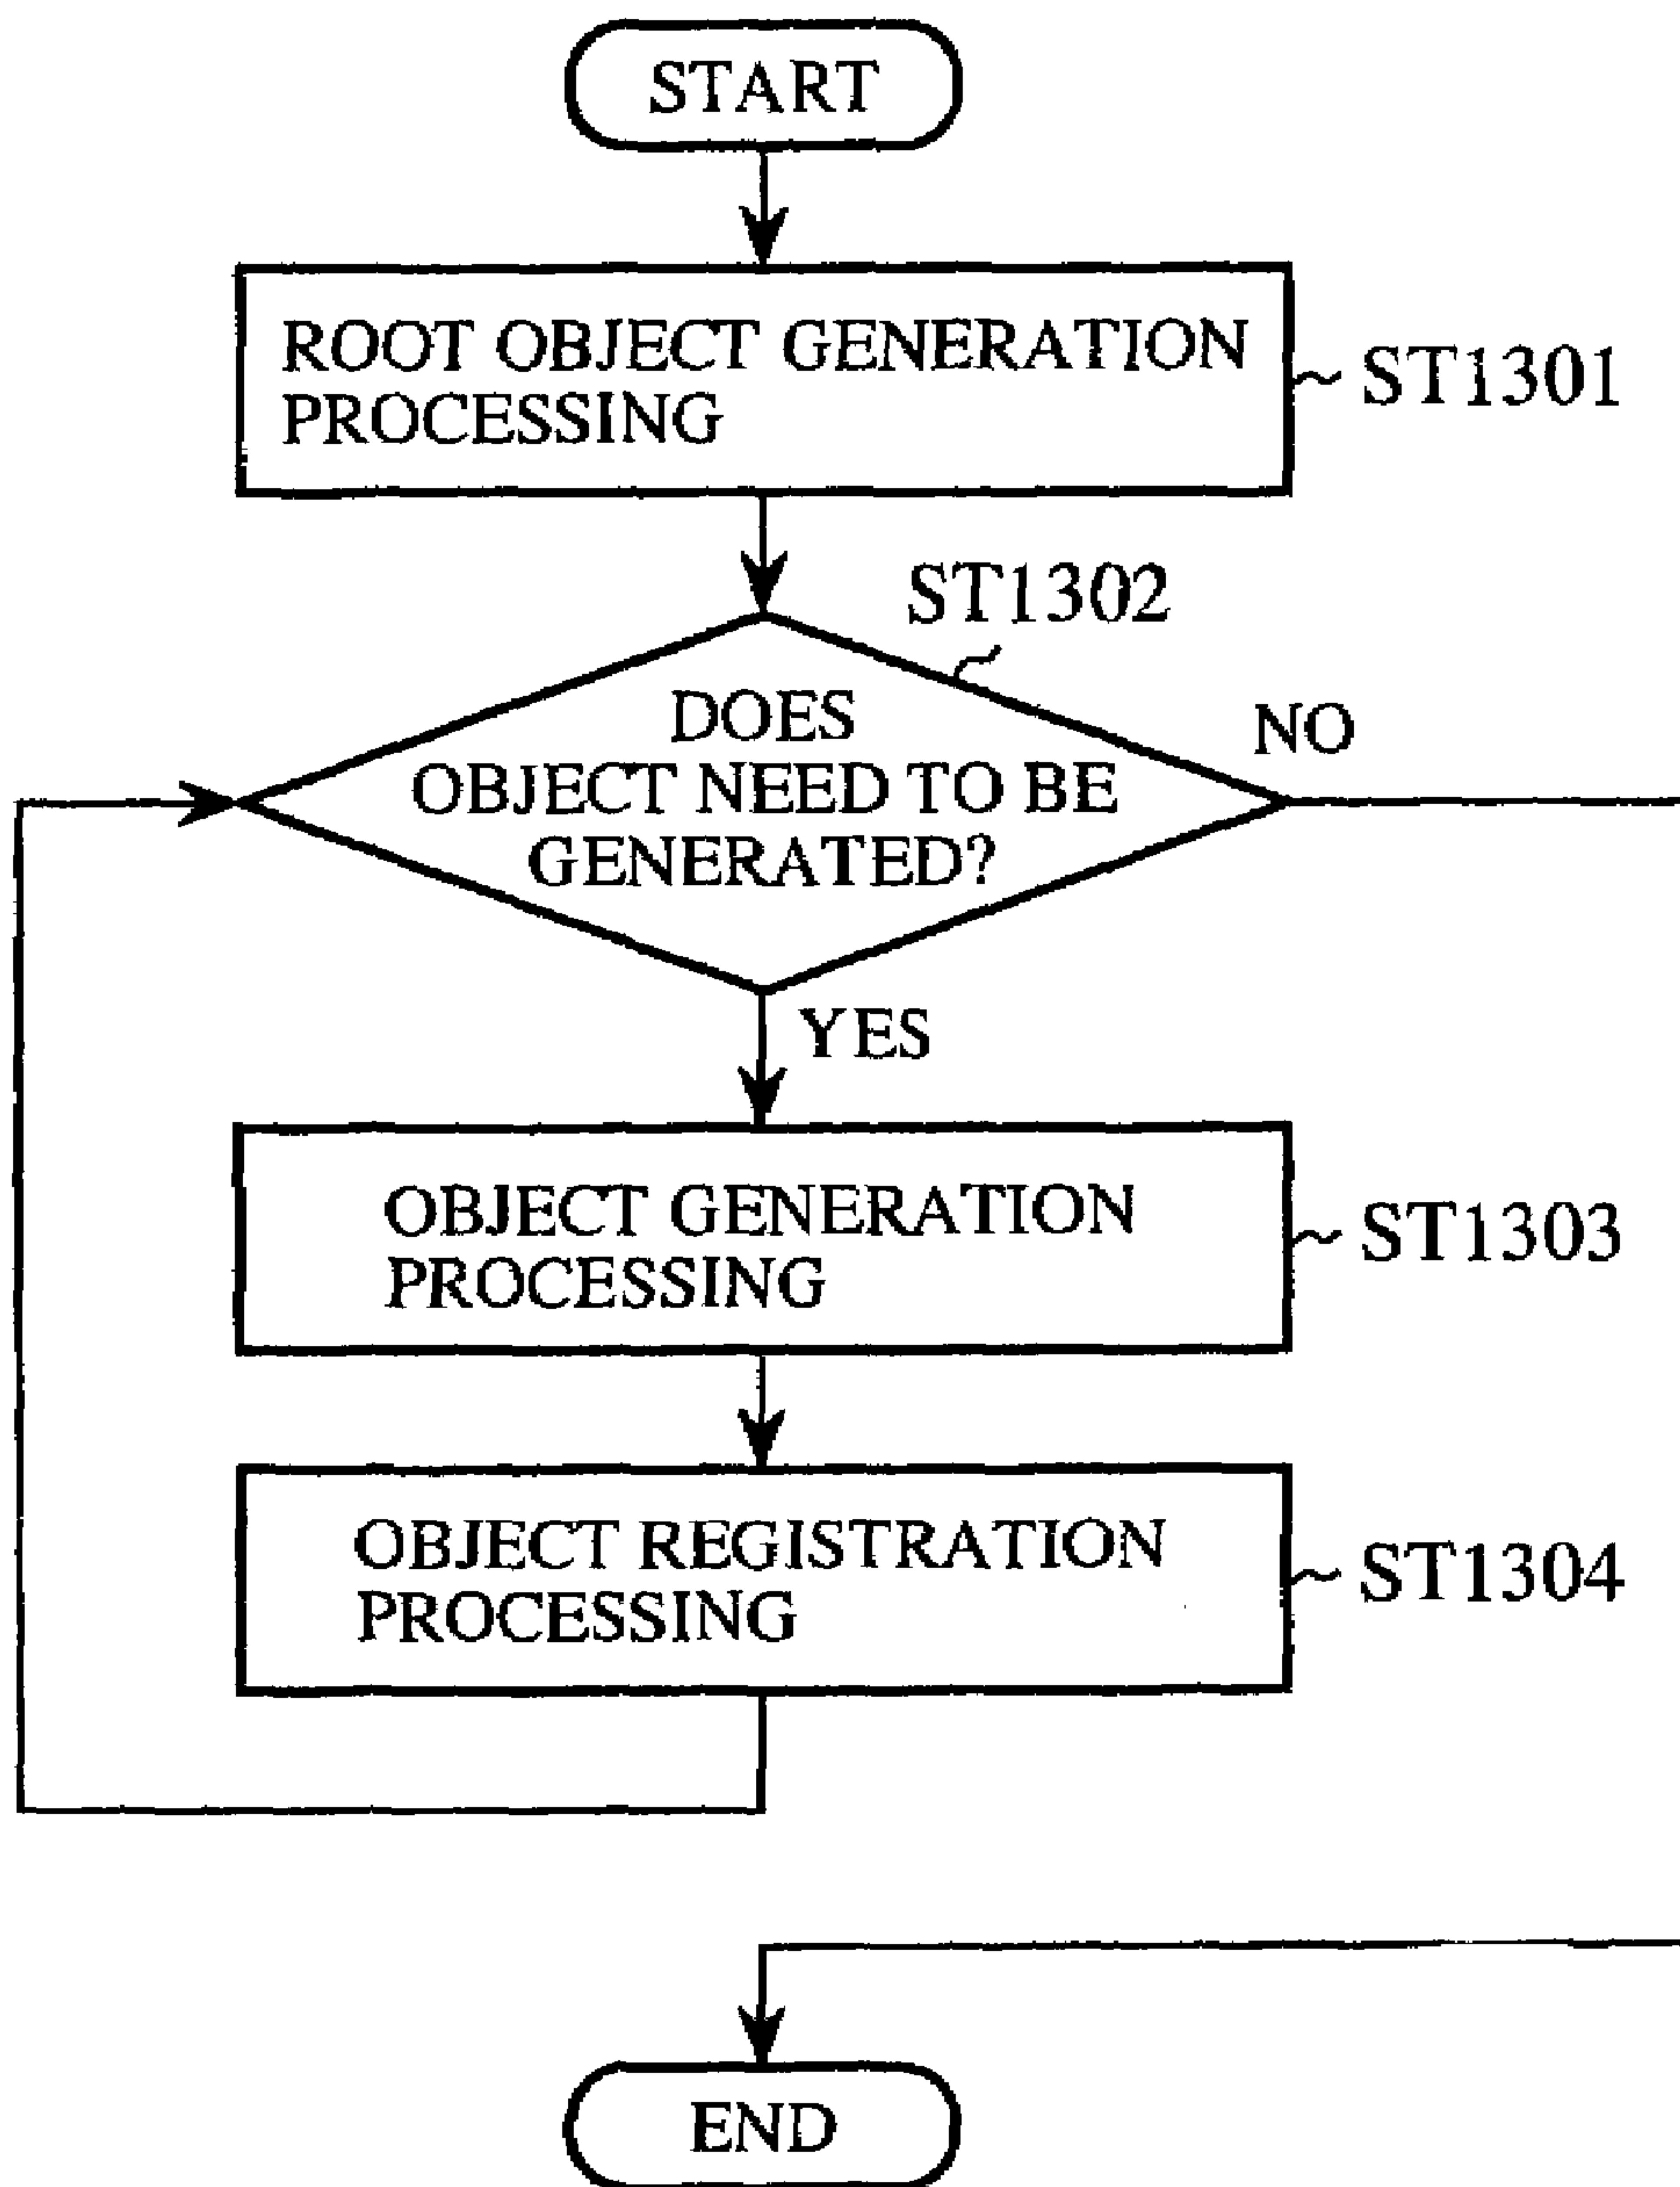 START
ROOT OBJECT GENERATION
PROCESSING
ST1301
ST1302
DOES
OBJECT NEED TO BE
GENERATED?
NO
YES
OBJECT GENERATION
PROCESSING
ST1303
OBJECT REGISTRATION
PROCESSING
ST1304
END